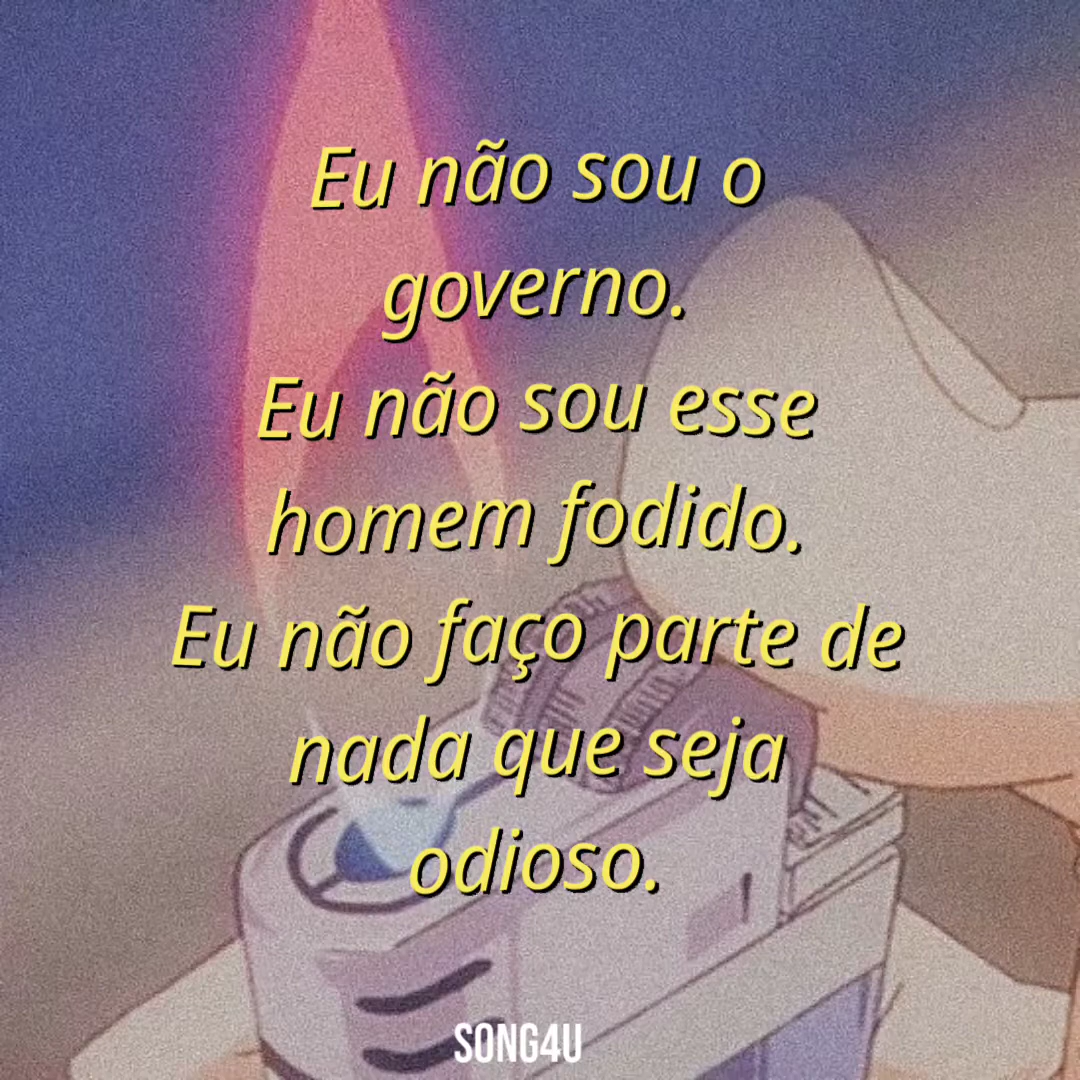 Eu não sou o
governo.
Eu não sou esse
homem fodido.
Eu não faço parte de
nada que seja
odioso.
SONG4U